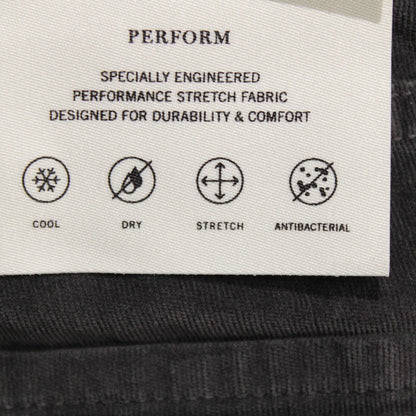 PERFORM
SPECIALLY ENGINEERED
PERFORMANCE STRETCH FABRIC
DESIGNED FOR DURABILITY & COMFORT
COOL DRY STRETCH ANTIBACTERIAL